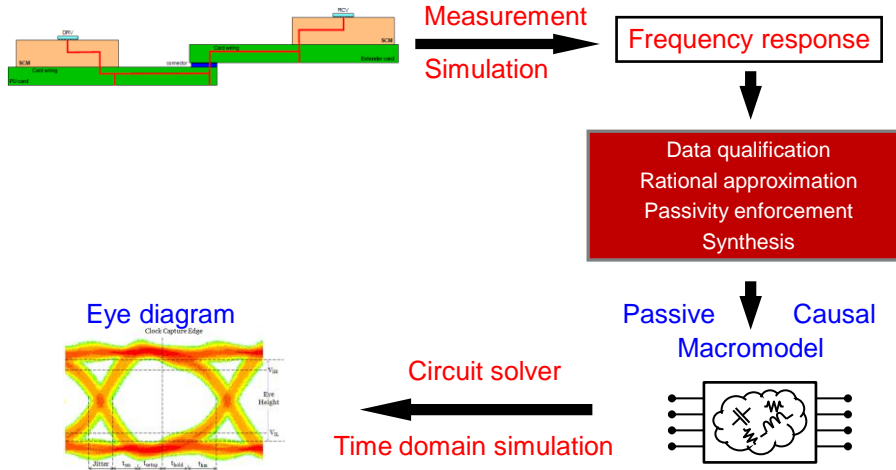 DRV
SCM
Card wiring
PU card
connector
RCV
SCM
Card wiring
Extender card
Measurement
Simulation
Frequency response
Data qualification
Rational approximation
Passivity enforcement
Synthesis
Passive Causal
Macromodel
Circuit solver
Time domain simulation
Eye diagram
Clock Capture Edge
Eye
Height
Jitter